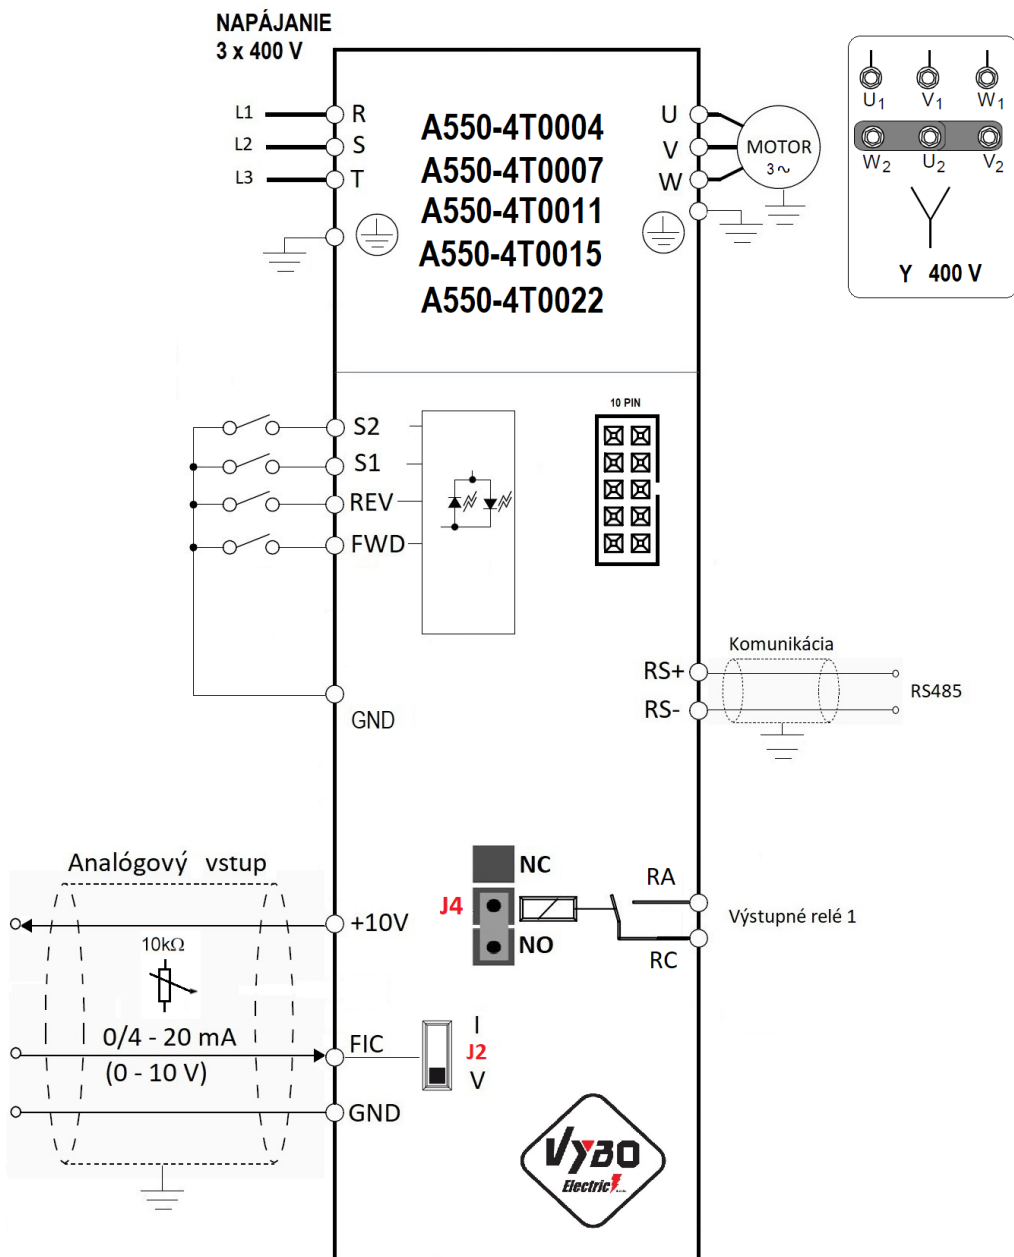 NAPÁJANIE
3 x 400 V
L1
L2
L3
R
S
T
A550-4T0004
A550-4T0007
A550-4T0011
A550-4T0015
A550-4T0022
U
V
W
MOTOR
3 ~
U1 V1 W1
W2 U2 V2
Y 400 V
S2
S1
REV
FWD
GND
10 PIN
Komunikácia
RS+
RS-
RS485
Analógový vstup
+10V
10kΩ
0/4 - 20 mA
(0 - 10 V)
FIC
GND
NC
J4
NO
RA
RC
Výstupné relé 1
I
J2
V
VYBO
Electric